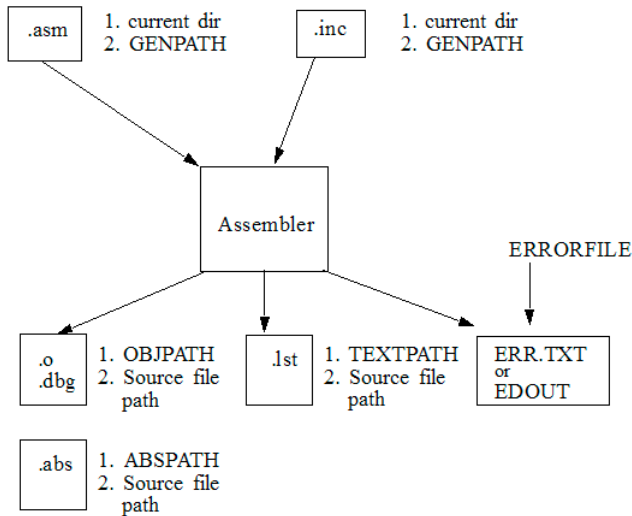 .asm
1. current dir
2. GENPATH
.inc
1. current dir
2. GENPATH
Assembler
ERRORFILE
.o
.dbg
1. OBJPATH
2. Source file
path
.lst
1. TEXTPATH
2. Source file
path
ERR.TXT
or
EDOUT
.abs
1. ABSPATH
2. Source file
path